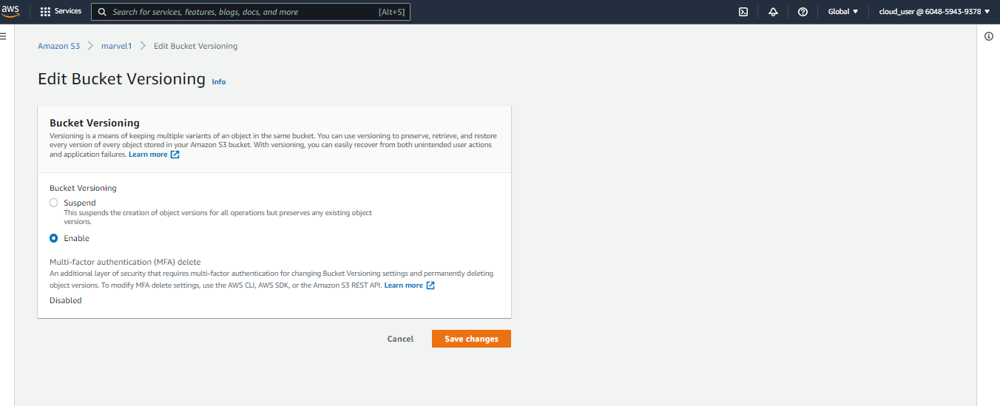 aws
Services
Search for services, features, blogs, docs, and more
[Alt+S]
Global
cloud_user @ 6048-5943-9378
Amazon S3
marvel1
Edit Bucket Versioning
Edit Bucket Versioning
Info
Bucket Versioning
Versioning is a means of keeping multiple variants of an object in the same bucket. You can use versioning to preserve, retrieve, and restore
every version of every object stored in your Amazon S3 bucket. With versioning, you can easily recover from both unintended user actions
and application failures. Learn more
Bucket Versioning
Suspend
This suspends the creation of object versions for all operations but preserves any existing object
versions.
Enable
Multi-factor authentication (MFA) delete
An additional layer of security that requires multi-factor authentication for changing Bucket Versioning settings and permanently deleting
object versions. To modify MFA delete settings, use the AWS CLI, AWS SDK, or the Amazon S3 REST API. Learn more
Disabled
Cancel
Save changes